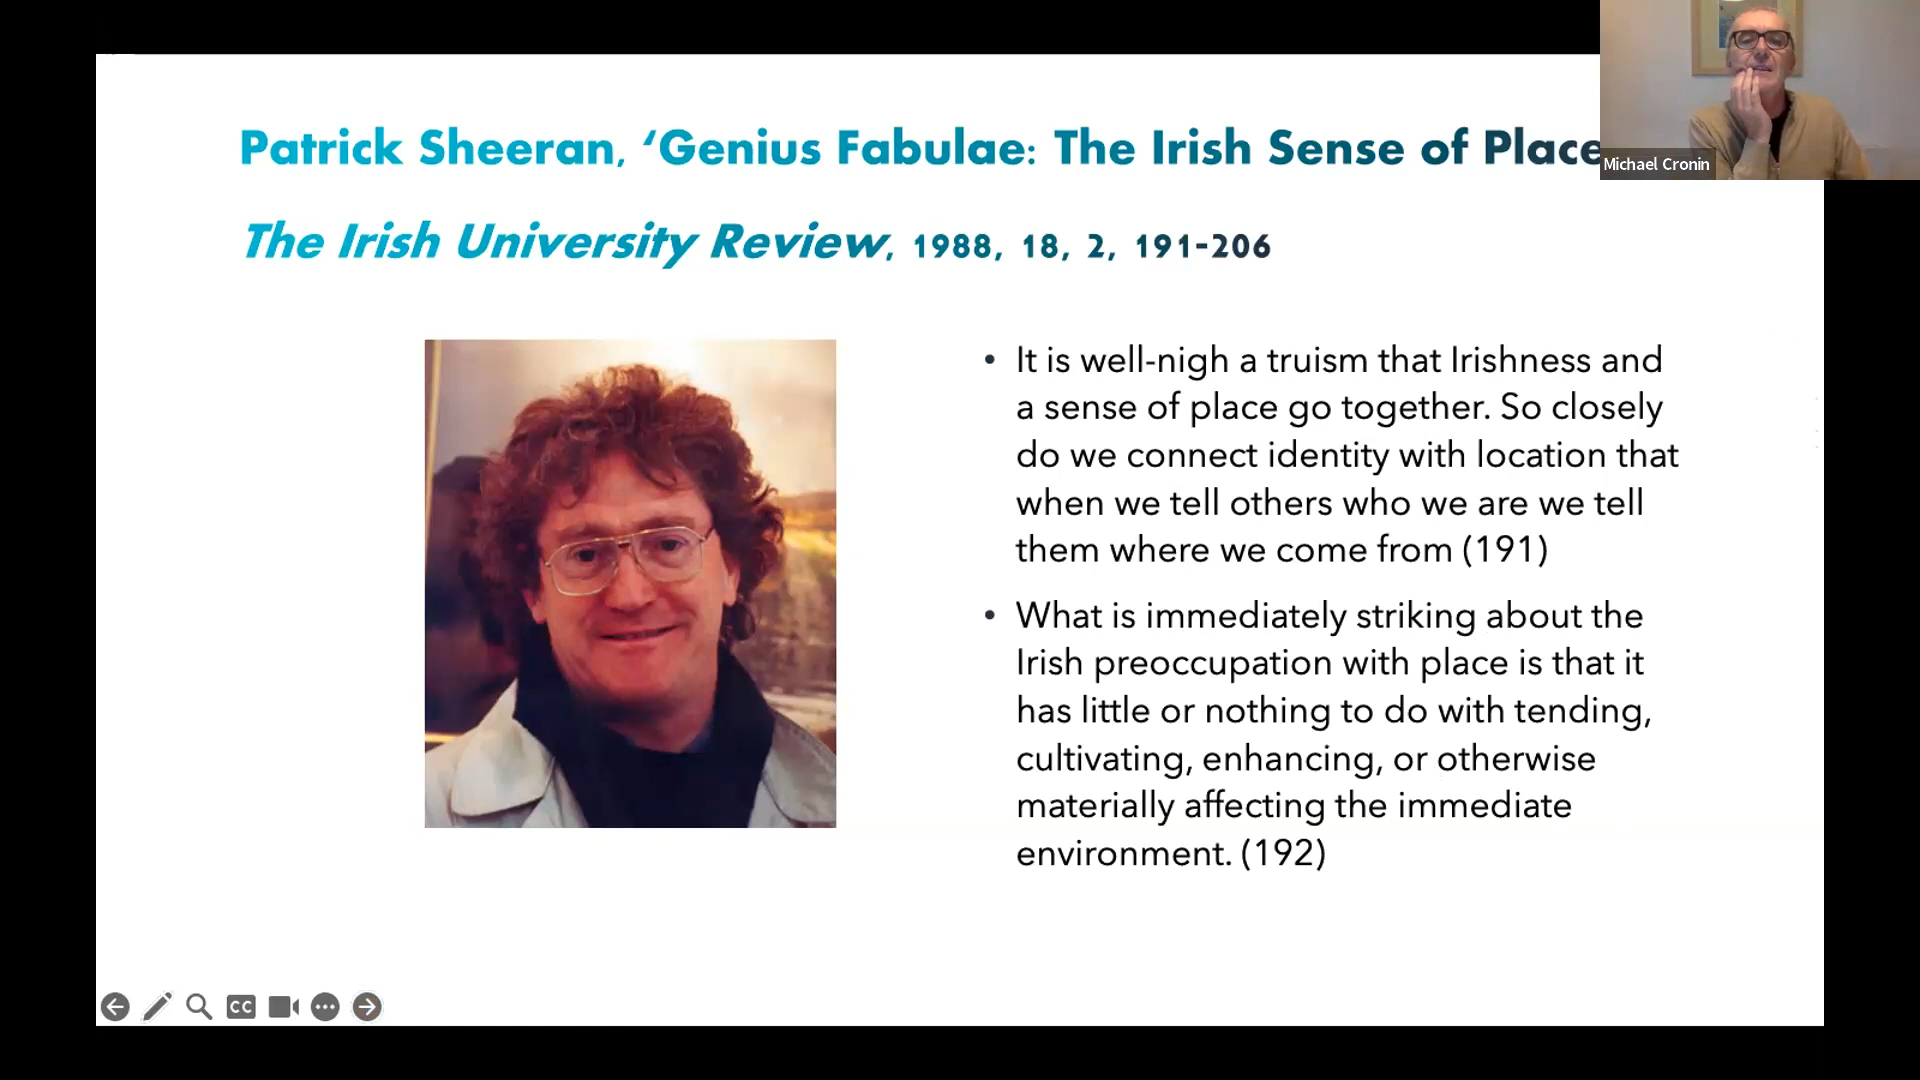 Patrick Sheeran, ‘Genius Fabulae: The Irish Sense of Place
The Irish University Review, 1988, 18, 2, 191-206
Michael Cronin
• It is well-nigh a truism that Irishness and
a sense of place go together. So closely
do we connect identity with location that
when we tell others who we are we tell
them where we come from (191)
• What is immediately striking about the
Irish preoccupation with place is that it
has little or nothing to do with tending,
cultivating, enhancing, or otherwise
materially affecting the immediate
environment. (192)
CC